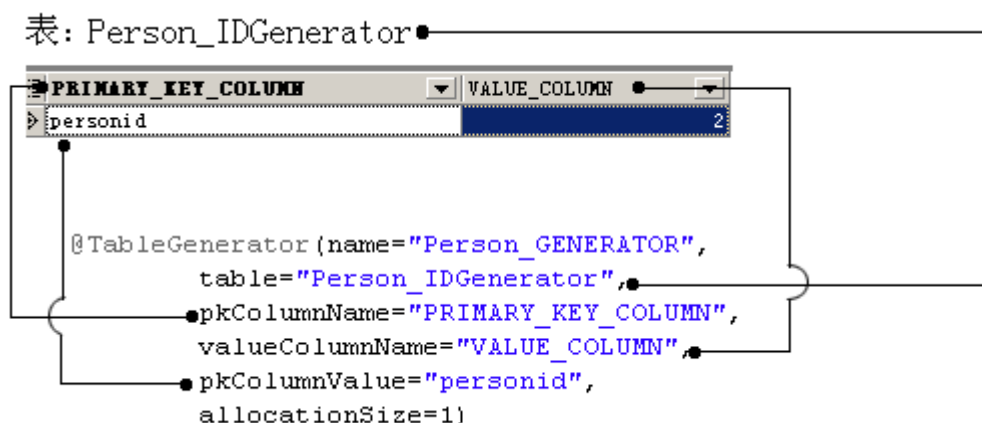 表: Person_IDGenerator
PRIMARY_KEY_COLUMN VALUE_COLUMN
personid 2
@TableGenerator(name="Person_GENERATOR",
table="Person_IDGenerator",
pkColumnName="PRIMARY_KEY_COLUMN",
valueColumnName="VALUE_COLUMN",
pkColumnValue="personid",
allocationSize=1)